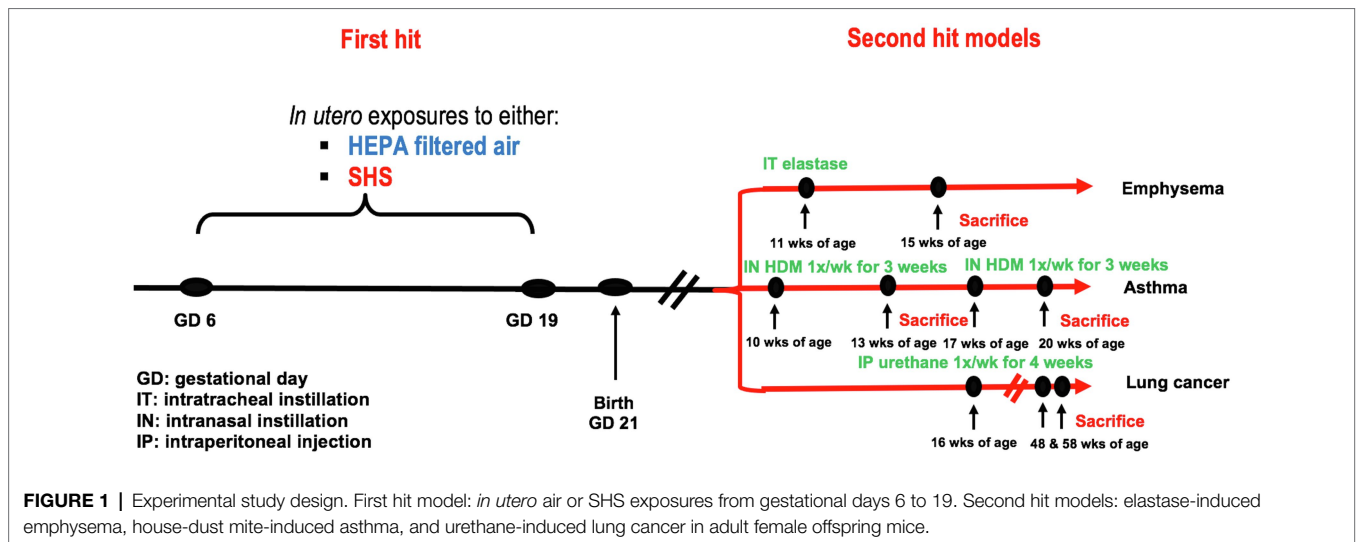 First hit
Second hit models
In utero exposures to either:
▪ HEPA filtered air
▪ SHS
IT elastase
Emphysema
Sacrifice
11 wks of age
15 wks of age
IN HDM 1x/wk for 3 weeks
IN HDM 1x/wk for 3 weeks
Asthma
GD 6
GD 19
Sacrifice
Sacrifice
10 wks of age
13 wks of age
17 wks of age
20 wks of age
IP urethane 1x/wk for 4 weeks
Lung cancer
GD: gestational day
IT: intratracheal instillation
IN: intranasal instillation
IP: intraperitoneal injection
Birth
GD 21
Sacrifice
16 wks of age
48 & 58 wks of age
FIGURE 1 | Experimental study design. First hit model: in utero air or SHS exposures from gestational days 6 to 19. Second hit models: elastase-induced
emphysema, house-dust mite-induced asthma, and urethane-induced lung cancer in adult female offspring mice.